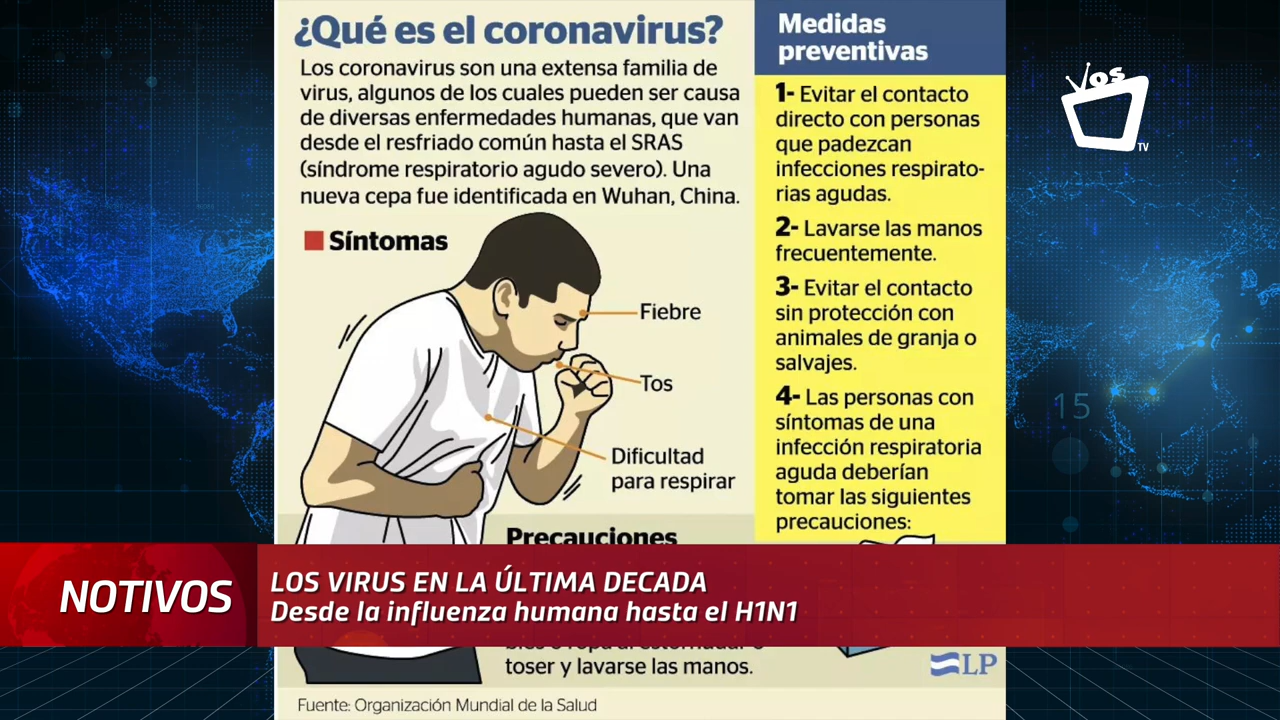 ¿Qué es el coronavirus?
Los coronavirus son una extensa familia de
virus, algunos de los cuales pueden ser causa
de diversas enfermedades humanas, que van
desde el resfriado común hasta el SRAS
(síndrome respiratorio agudo severo). Una
nueva cepa fue identificada en Wuhan, China.
Síntomas
Fiebre
Tos
Dificultad
para respirar
Precauciones
toser y lavarse las manos.
Fuente: Organización Mundial de la Salud
Medidas
preventivas
1- Evitar el contacto
directo con personas
que padezcan
infecciones respirato-
rias agudas.
2- Lavarse las manos
frecuentemente.
3- Evitar el contacto
sin protección con
animales de granja o
salvajes.
4- Las personas con
síntomas de una
infección respiratoria
aguda deberían
tomar las siguientes
precauciones:
LP
VOS
TV
15
NOTIVOS
LOS VIRUS EN LA ÚLTIMA DECADA
Desde la influenza humana hasta el H1N1